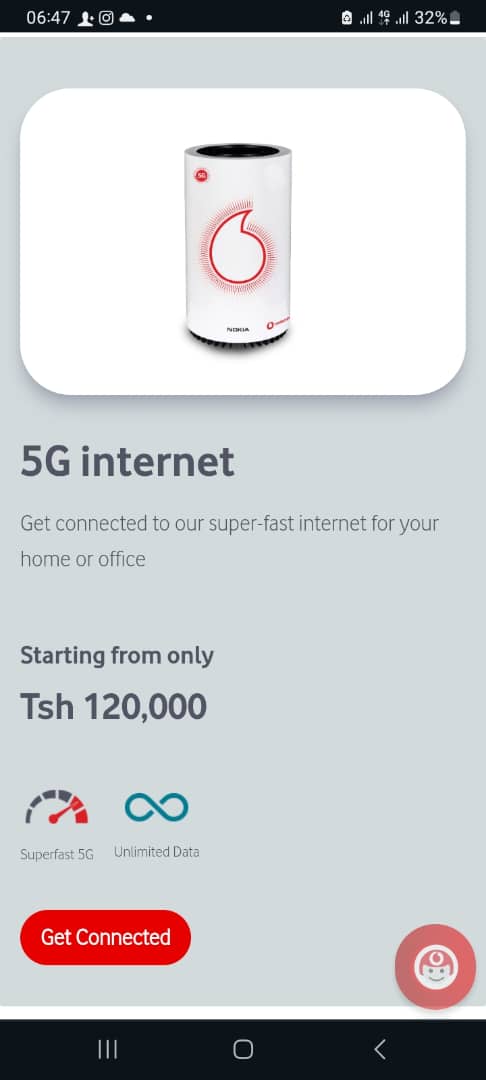 06:47
4G
32%
5G
NOKIA
5G internet
Get connected to our super-fast internet for your
home or office
Starting from only
Tsh 120,000
Superfast 5G
Unlimited Data
Get Connected